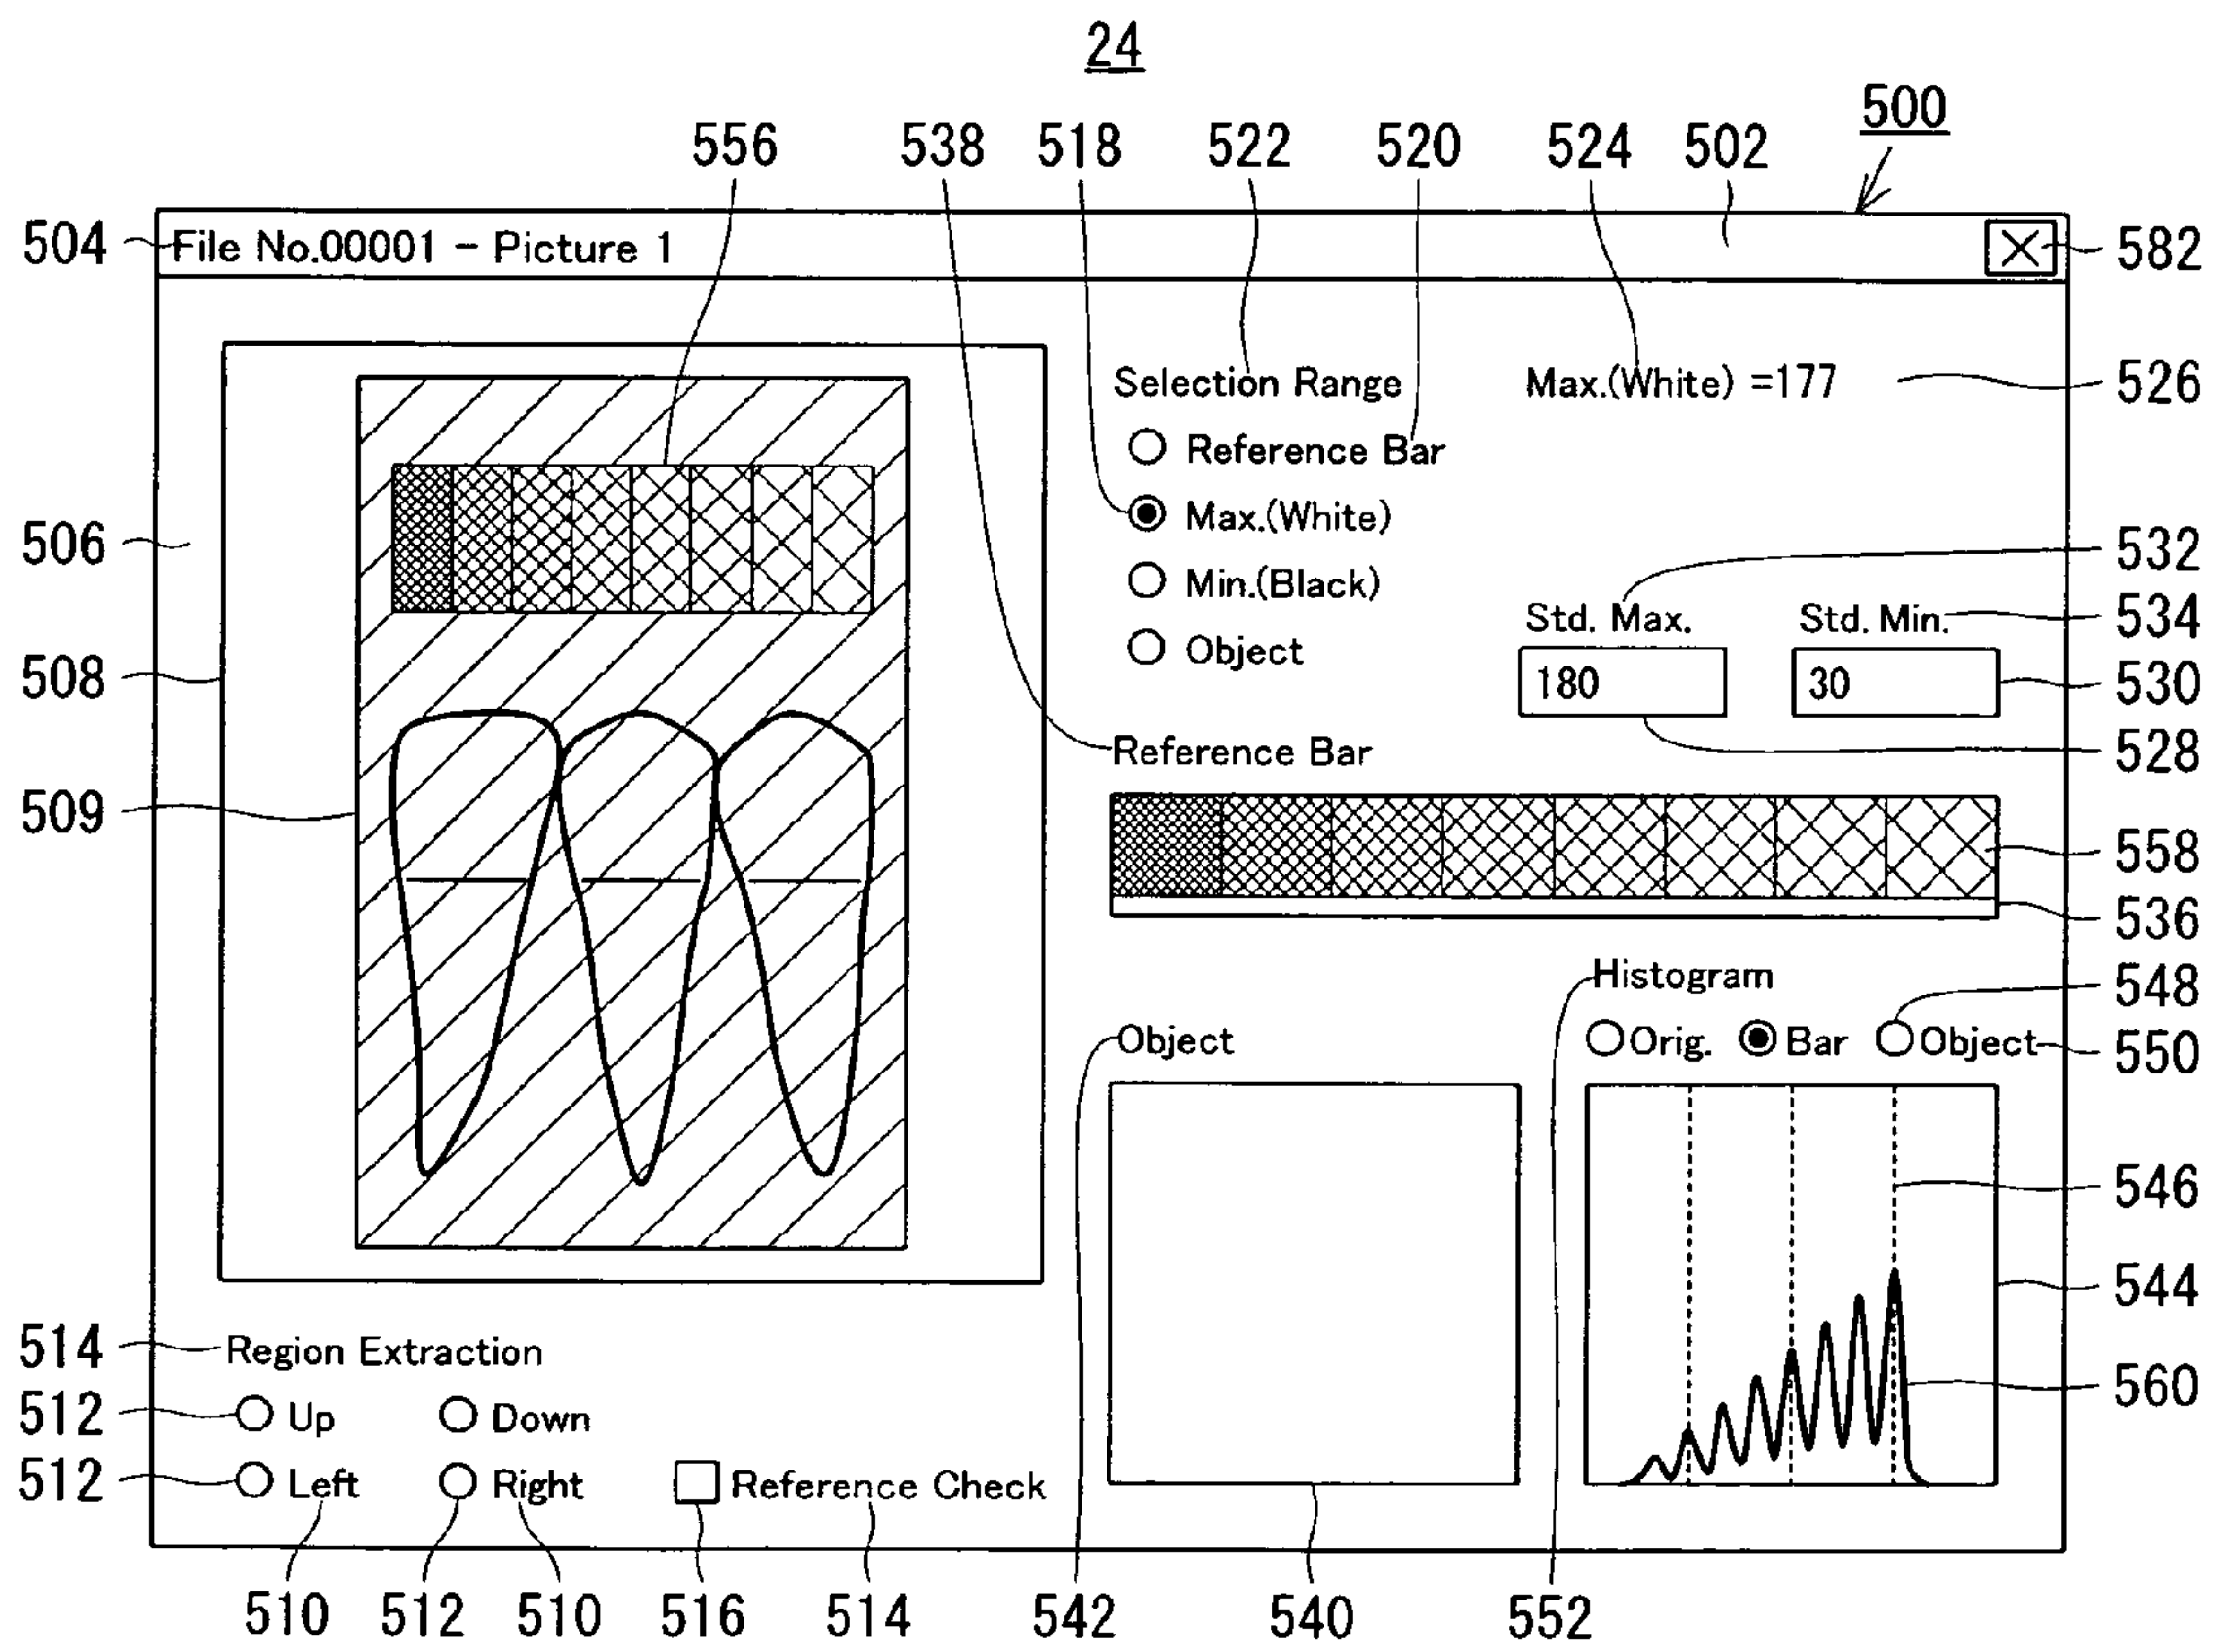 24
500
556 538 518 522 520 524 502
504 File No.00001 - Picture 1 582
Selection Range Max.(White) =177 526
Reference Bar
Max.(White)
506 532
Min.(Black)
Std. Max. Std. Min. 534
Object
508 180 30 530
Reference Bar 528
509
558
536
Histogram 548
Object Orig. Bar Object 550
546
544
514 Region Extraction
560
512 Up Down
512 Left Right Reference Check
510 512 510 516 514 542 540 552